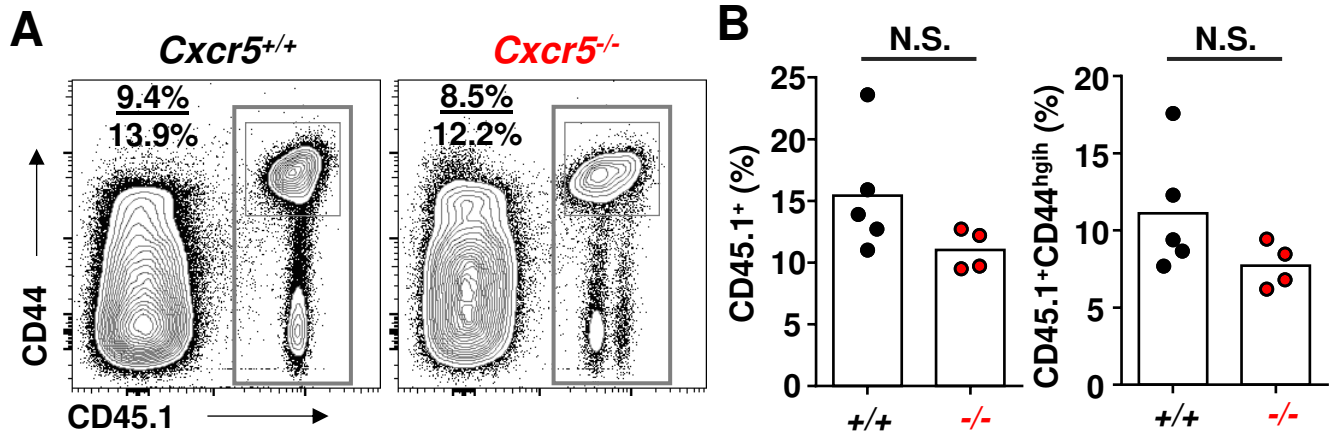 A
Cxcr5+/+
Cxcr5-/-
9.4%
13.9%
8.5%
12.2%
CD44
CD45.1
B
N.S.
N.S.
CD45.1+ (%)
25
20
15
10
5
0
+/+
-/-
CD45.1+CD44hgih (%)
20
15
10
5
0
+/+
-/-